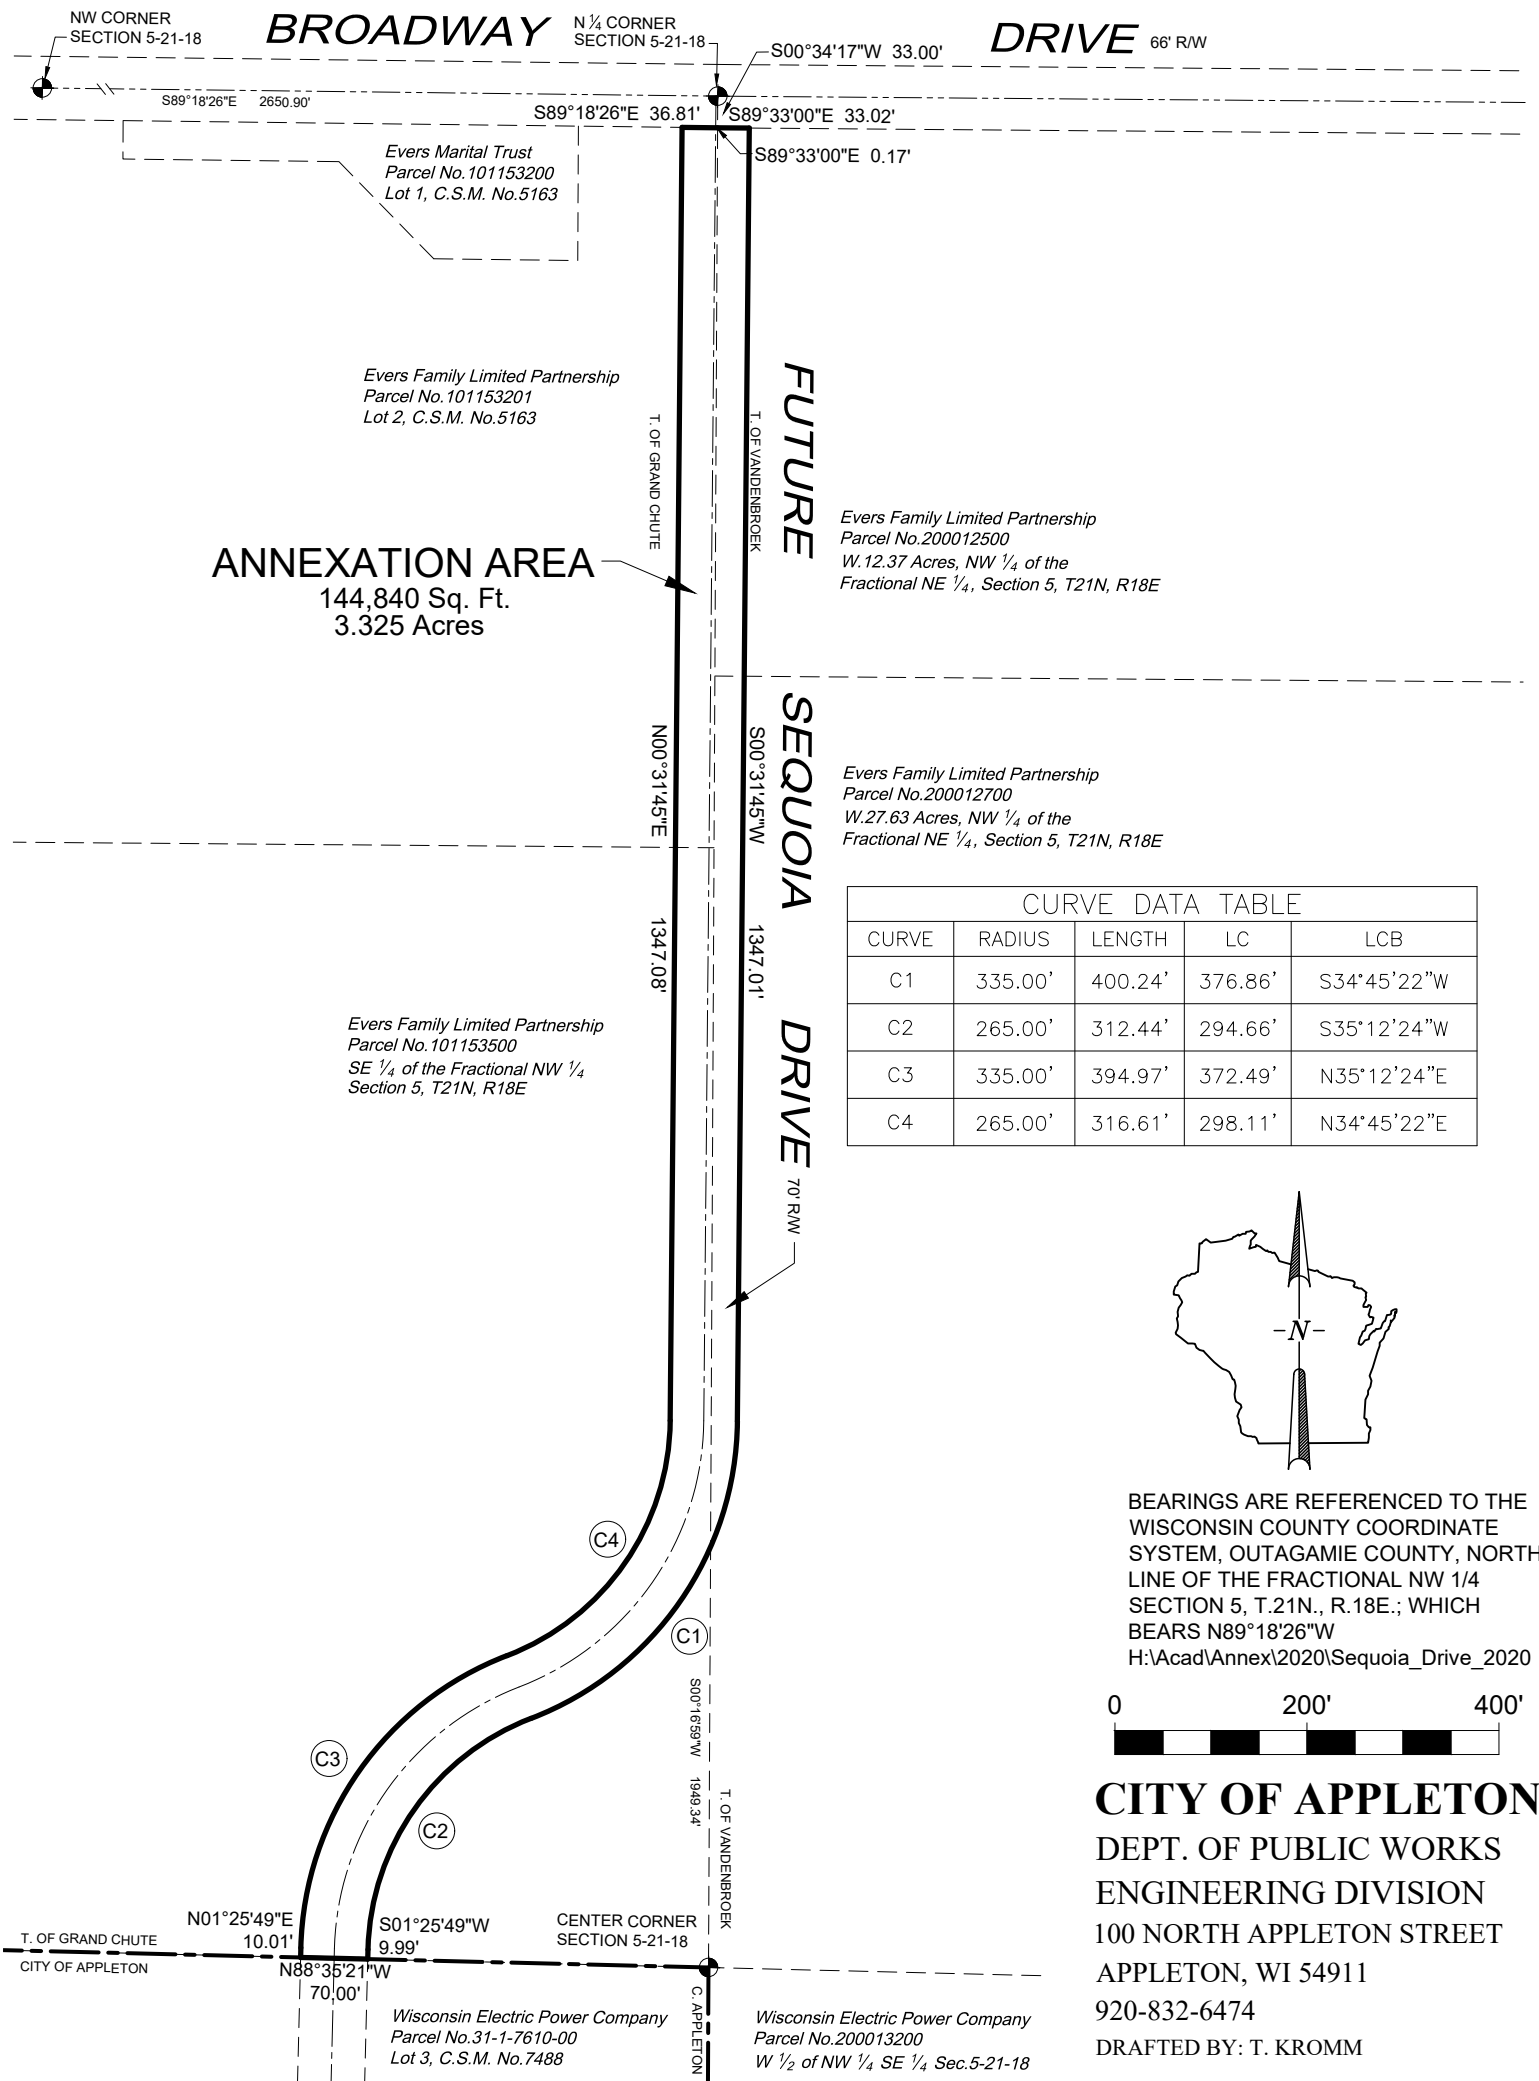 NW CORNER
SECTION 5-21-18
BROADWAY DRIVE 66' R/W
N ¼ CORNER
SECTION 5-21-18
S00°34'17"W 33.00'
S89°18'26"E 2650.90'
S89°18'26"E 36.81'
S89°33'00"E 33.02'
S89°33'00"E 0.17'
Evers Marital Trust
Parcel No.101153200
Lot 1, C.S.M. No.5163
Evers Family Limited Partnership
Parcel No.101153201
Lot 2, C.S.M. No.5163
T. OF GRAND CHUTE
T. OF VANDENBROEK
FUTURE SEQUOIA DRIVE 70' R/W
Evers Family Limited Partnership
Parcel No.200012500
W.12.37 Acres, NW ¼ of the
Fractional NE ¼, Section 5, T21N, R18E
ANNEXATION AREA
144,840 Sq. Ft.
3.325 Acres
N00°31'45"E 1347.08'
S00°31'45"W 1347.01'
Evers Family Limited Partnership
Parcel No.200012700
W.27.63 Acres, NW ¼ of the
Fractional NE ¼, Section 5, T21N, R18E
CURVE DATA TABLE
CURVE RADIUS LENGTH LC LCB
C1 335.00' 400.24' 376.86' S34°45'22"W
C2 265.00' 312.44' 294.66' S35°12'24"W
C3 335.00' 394.97' 372.49' N35°12'24"E
C4 265.00' 316.61' 298.11' N34°45'22"E
Evers Family Limited Partnership
Parcel No.101153500
SE ¼ of the Fractional NW ¼
Section 5, T21N, R18E
-N-
C4
C1
C3
C2
S00°16'59"W 1949.34'
T. OF VANDENBROEK
BEARINGS ARE REFERENCED TO THE
WISCONSIN COUNTY COORDINATE
SYSTEM, OUTAGAMIE COUNTY, NORTH
LINE OF THE FRACTIONAL NW 1/4
SECTION 5, T.21N., R.18E.; WHICH
BEARS N89°18'26"W
H:\Acad\Annex\2020\Sequoia_Drive_2020
0 200' 400'
N01°25'49"E
10.01'
S01°25'49"W
9.99'
CENTER CORNER
SECTION 5-21-18
T. OF GRAND CHUTE
CITY OF APPLETON
N88°35'21"W
70.00'
C. APPLETON
Wisconsin Electric Power Company
Parcel No.31-1-7610-00
Lot 3, C.S.M. No.7488
Wisconsin Electric Power Company
Parcel No.200013200
W ½ of NW ¼ SE ¼ Sec.5-21-18
CITY OF APPLETON
DEPT. OF PUBLIC WORKS
ENGINEERING DIVISION
100 NORTH APPLETON STREET
APPLETON, WI 54911
920-832-6474
DRAFTED BY: T. KROMM